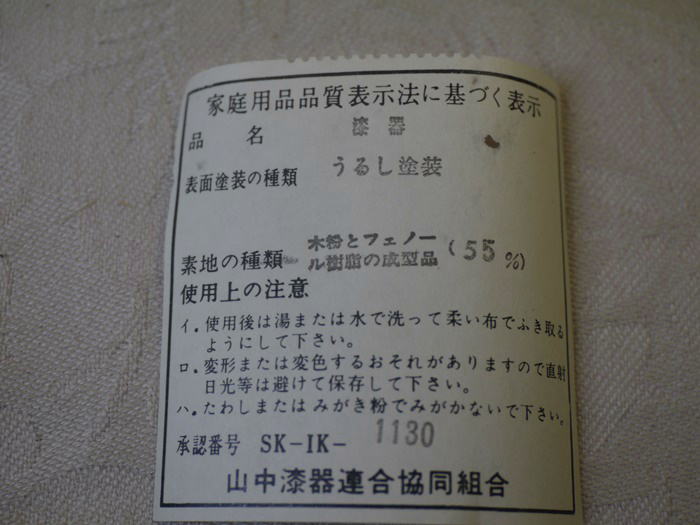 家庭用品品質表示法に基づく表示
品名 漆器
表面塗装の種類 うるし塗装
素地の種類 木粉とフェノー
ル樹脂の成型品 (55%)
使用上の注意
イ.使用後は湯または水で洗って柔い布でふき取る
ようにして下さい。
ロ.変形または変色するおそれがありますので直射
日光等は避けて保存して下さい。
ハ.たわしまたはみがき粉でみがかないで下さい。
承認番号 SK-IK-1130
山中漆器連合協同組合